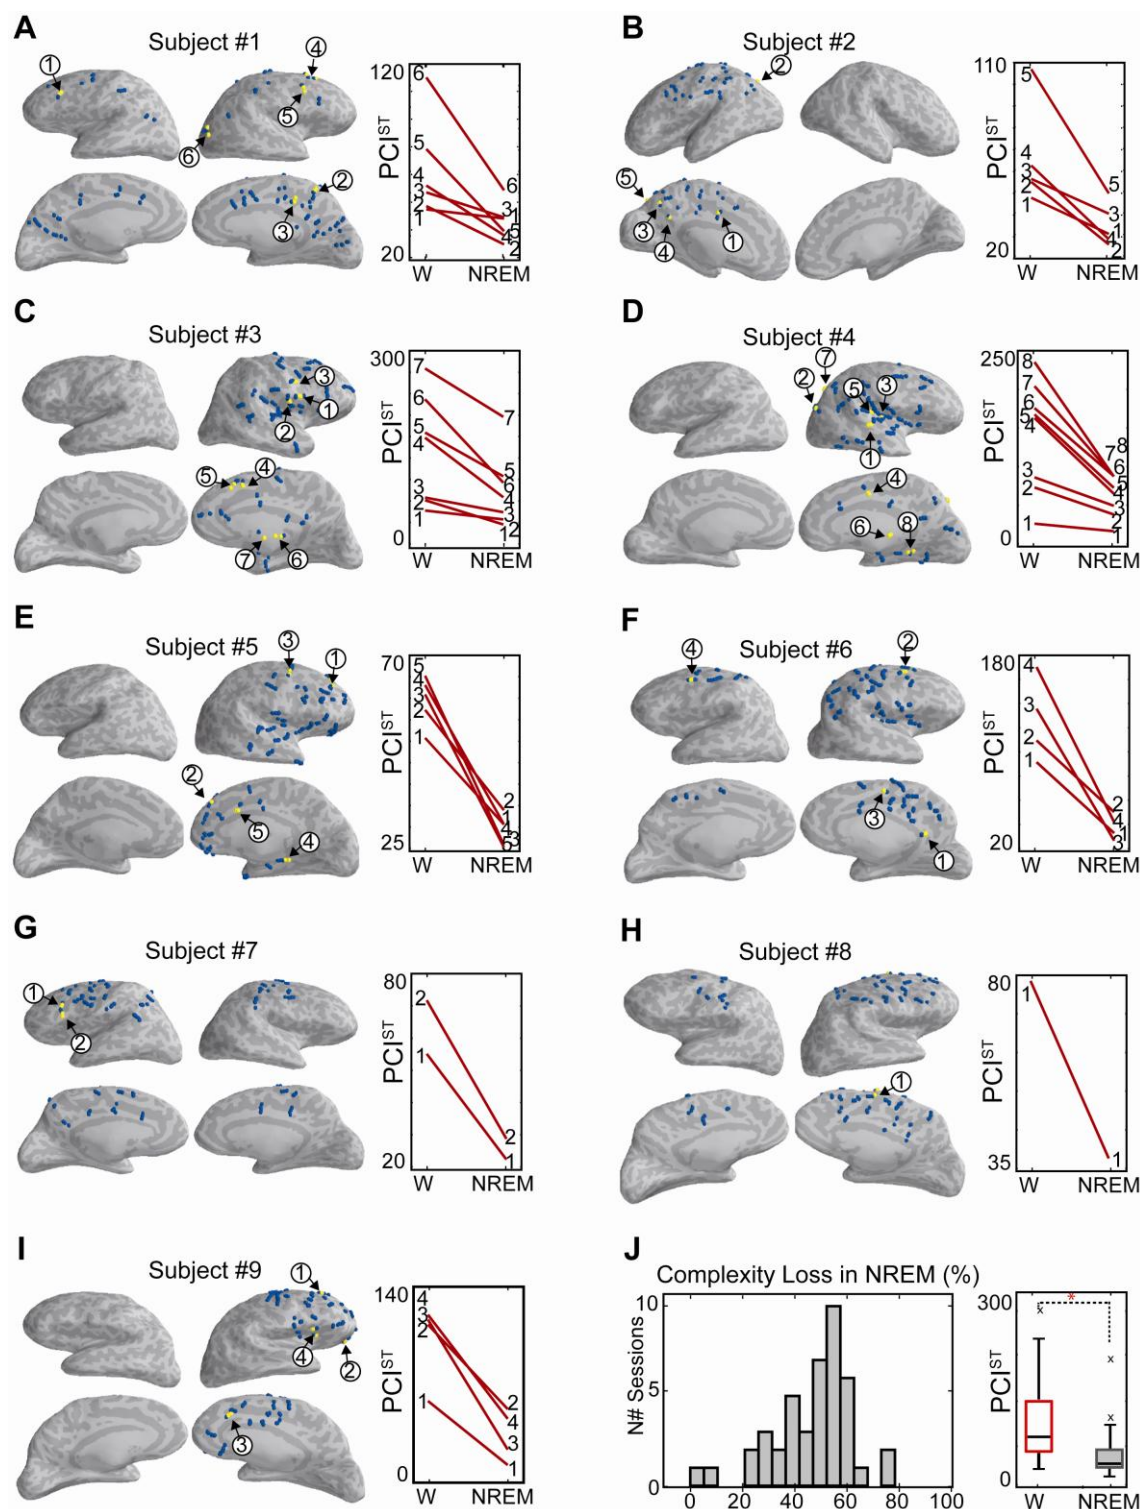 A
Subject #1
① ④ ⑤ ⑥ ② ③
120
PCI^ST
20
6 5 4 3 2 1
6 3 1 5 4 2
W NREM
B
Subject #2
② ⑤ ③ ④ ①
110
PCI^ST
20
5 4 3 2 1
5 3 1 4 2
W NREM
C
Subject #3
③ ① ② ⑤ ④ ⑦ ⑥
300
PCI^ST
0
7 6 5 4 3 2 1
7 5 6 4 3 1 2
W NREM
D
Subject #4
⑦ ② ⑤ ③ ① ④ ⑥ ⑧
250
PCI^ST
0
8 7 6 5 4 3 2 1
7 8 6 5 4 3 2 1
W NREM
E
Subject #5
③ ① ② ⑤ ④
70
PCI^ST
25
5 4 3 2 1
2 1 4 5 3
W NREM
F
Subject #6
④ ② ③ ①
180
PCI^ST
20
4 3 2 1
2 4 1 3
W NREM
G
Subject #7
① ②
80
PCI^ST
20
2 1
2 1
W NREM
H
Subject #8
①
80
PCI^ST
35
1
1
W NREM
I
Subject #9
① ④ ② ③
140
PCI^ST
0
4 3 2 1
2 4 3 1
W NREM
J
Complexity Loss in NREM (%)
10
5
0
N# Sessions
0 20 40 60 80 100
300
PCI^ST
0
*
x x x
W NREM